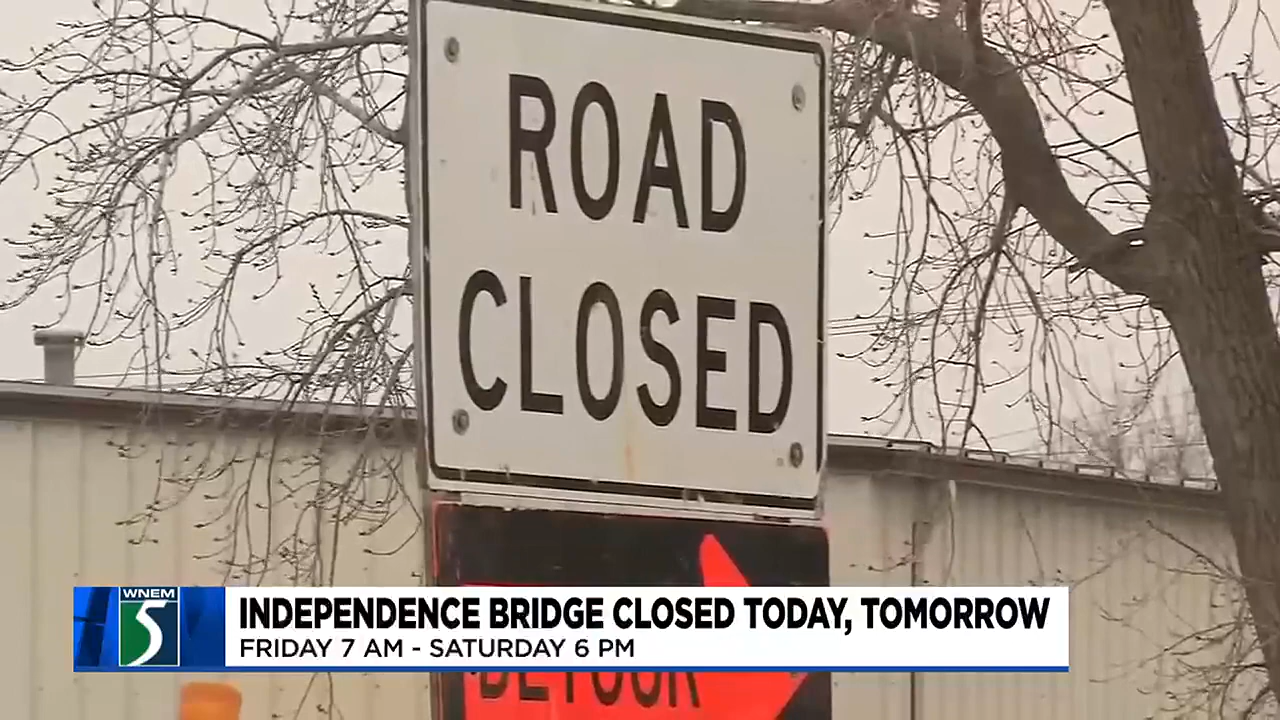 ROAD
CLOSED
WNEM
5
INDEPENDENCE BRIDGE CLOSED TODAY, TOMORROW
FRIDAY 7 AM - SATURDAY 6 PM
DETOUR